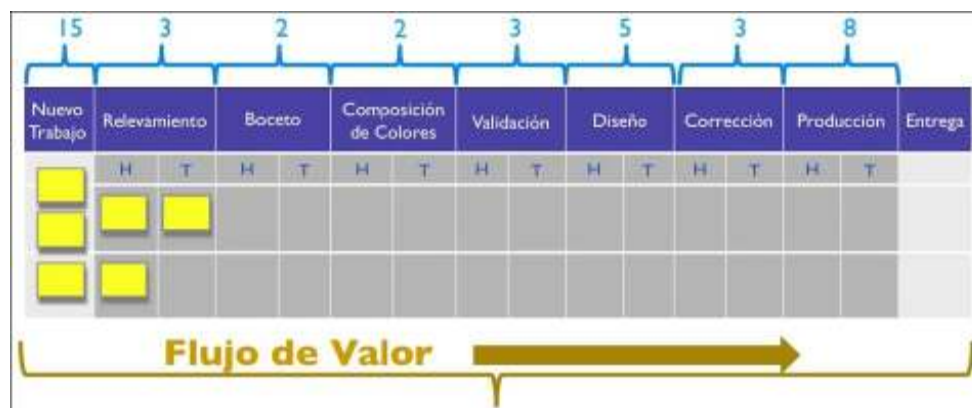 15 3 2 2 3 5 3 8
Nuevo Trabajo Relevamiento Boceto Composición de Colores Validación Diseño Corrección Producción Entrega
H T H T H T H T H T H T H T
Flujo de Valor